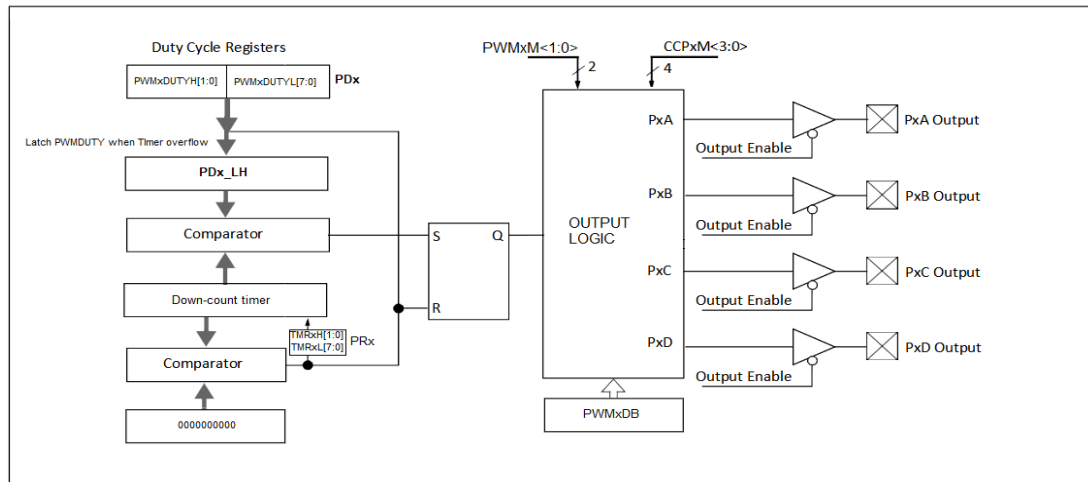 Duty Cycle Registers
PWMxDUTYH[1:0] PWMxDUTYL[7:0] PDx
Latch PWMDUTY when TImer overflow
PDx_LH
Comparator
Down-count timer
TMRxH[1:0]
TMRxL[7:0]
PRx
Comparator
0000000000
S Q
R
PWMxM<1:0>
2
CCPxM<3:0>
4
OUTPUT
LOGIC
PxA
PxB
PxC
PxD
PWMxDB
Output Enable
PxA Output
Output Enable
PxB Output
Output Enable
PxC Output
Output Enable
PxD Output